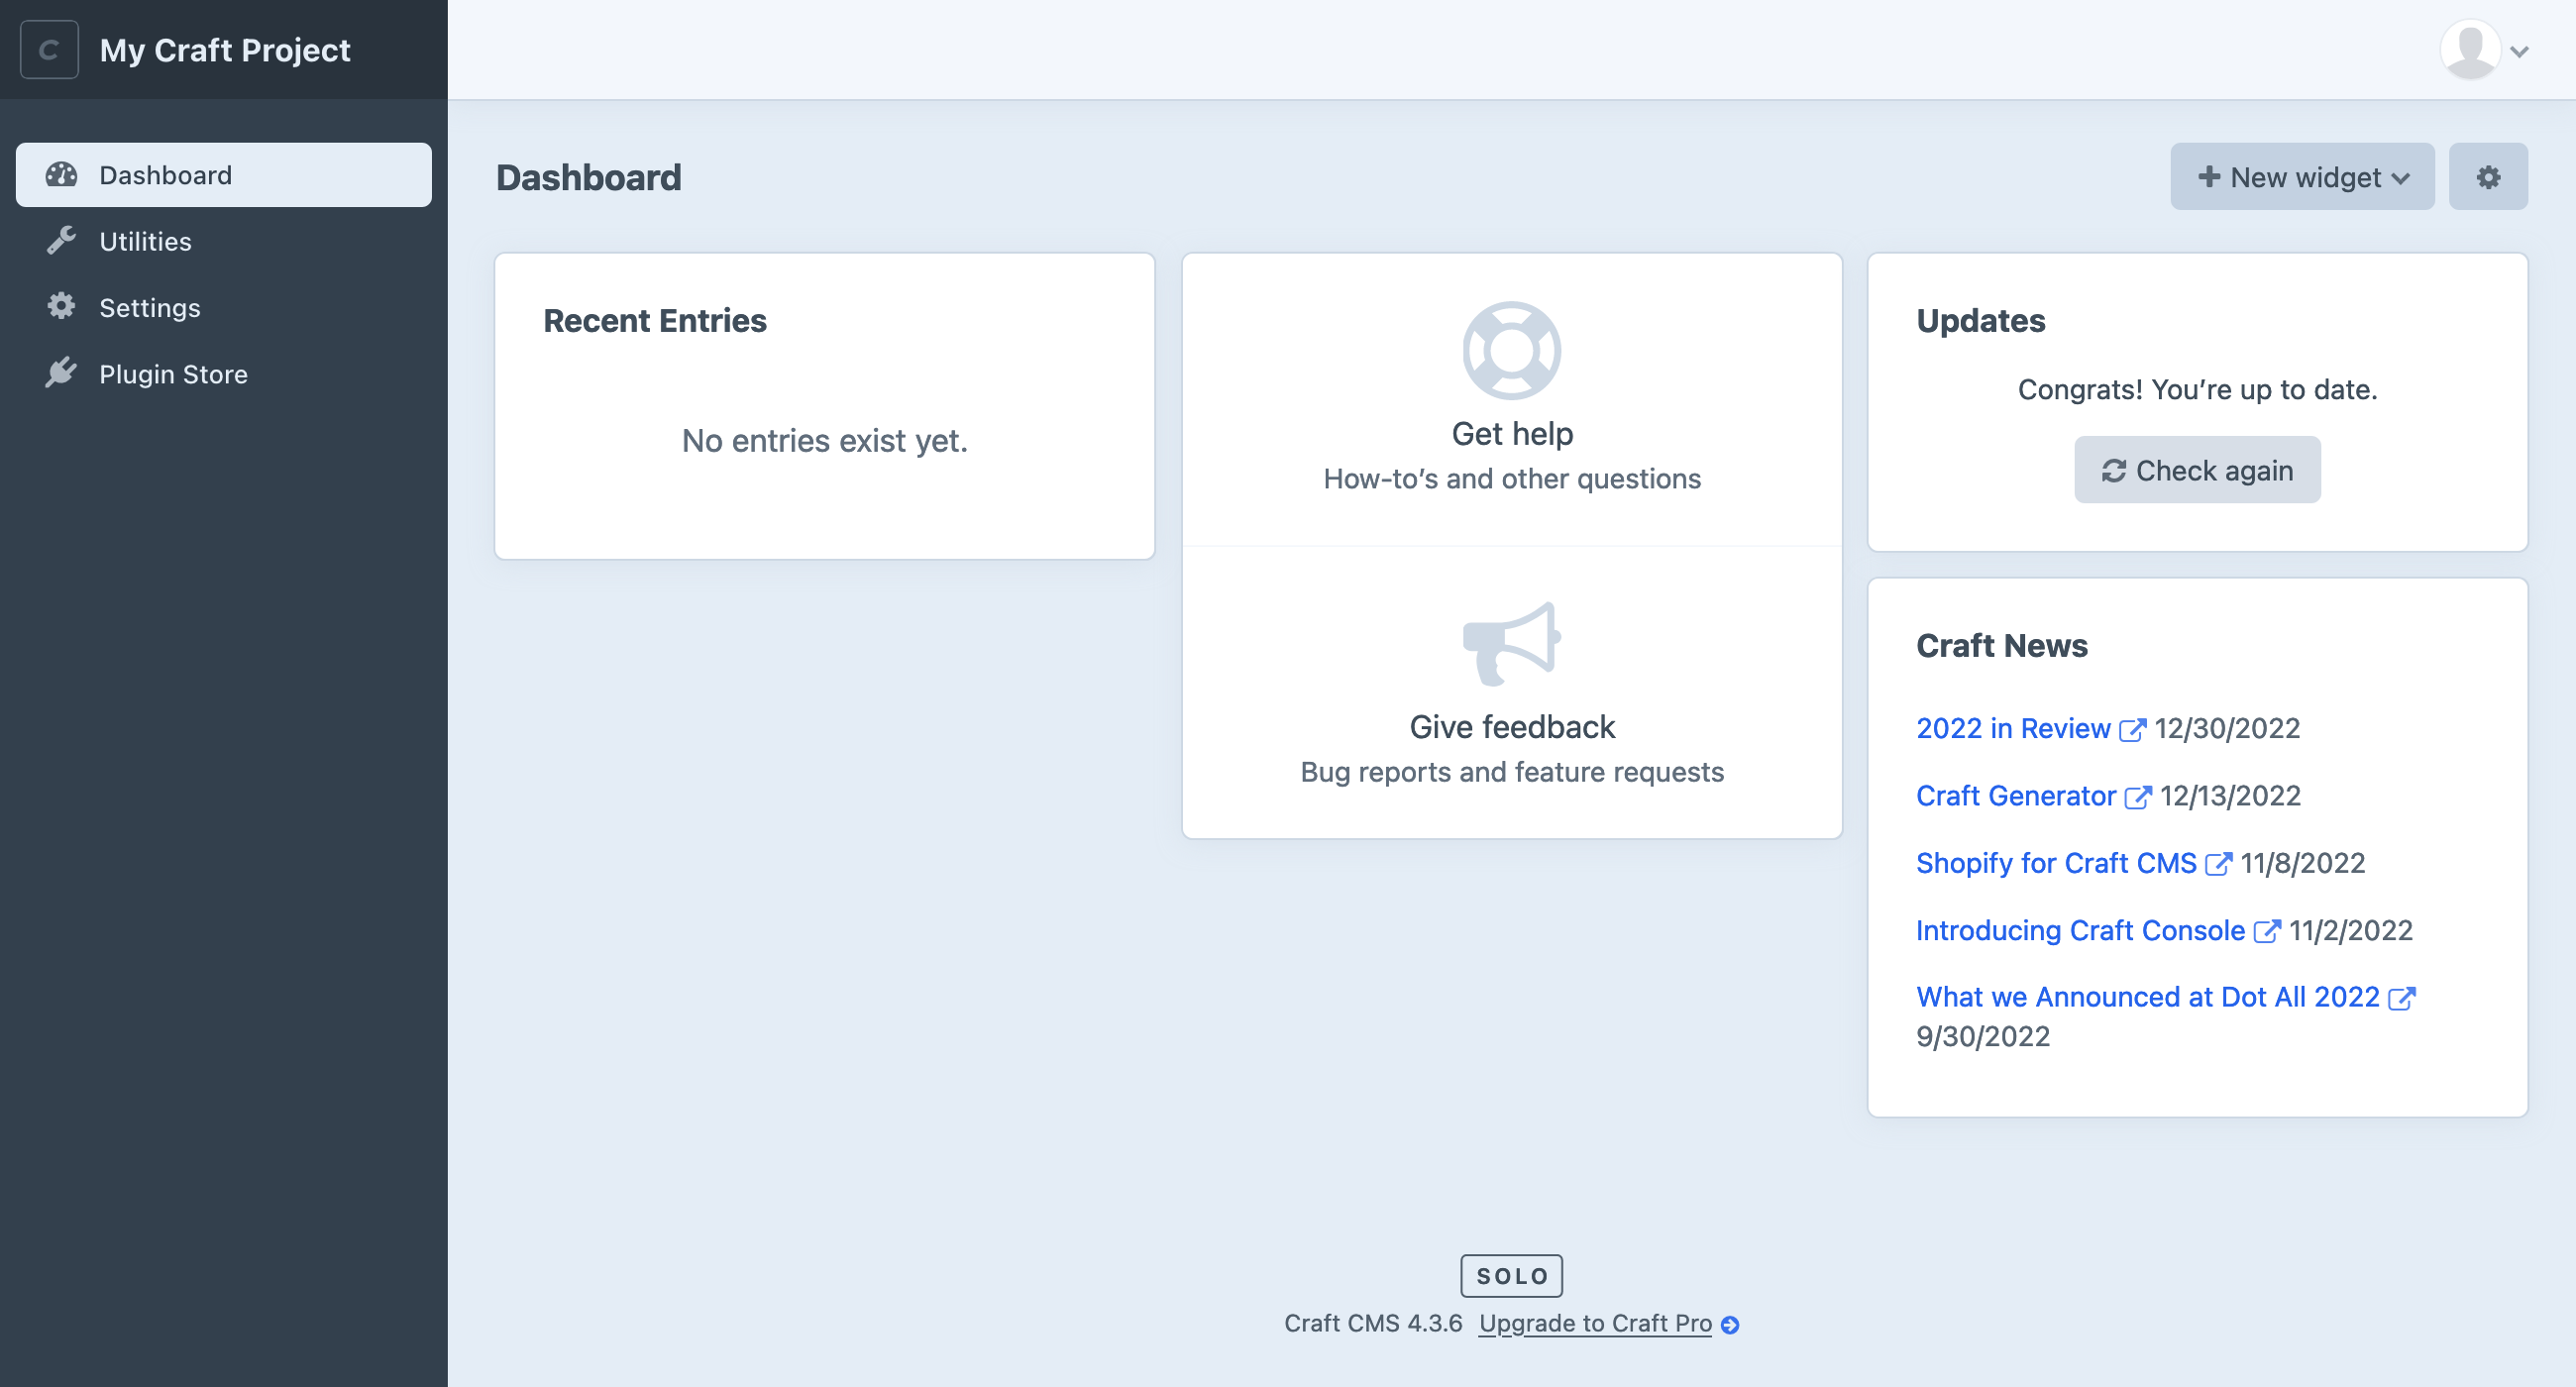 C My Craft Project
Dashboard
Utilities
Settings
Plugin Store
Dashboard
New widget
Recent Entries
No entries exist yet.
Get help
How-to’s and other questions
Give feedback
Bug reports and feature requests
Updates
Congrats! You’re up to date.
Check again
Craft News
2022 in Review 12/30/2022
Craft Generator 12/13/2022
Shopify for Craft CMS 11/8/2022
Introducing Craft Console 11/2/2022
What we Announced at Dot All 2022
9/30/2022
SOLO
Craft CMS 4.3.6 Upgrade to Craft Pro